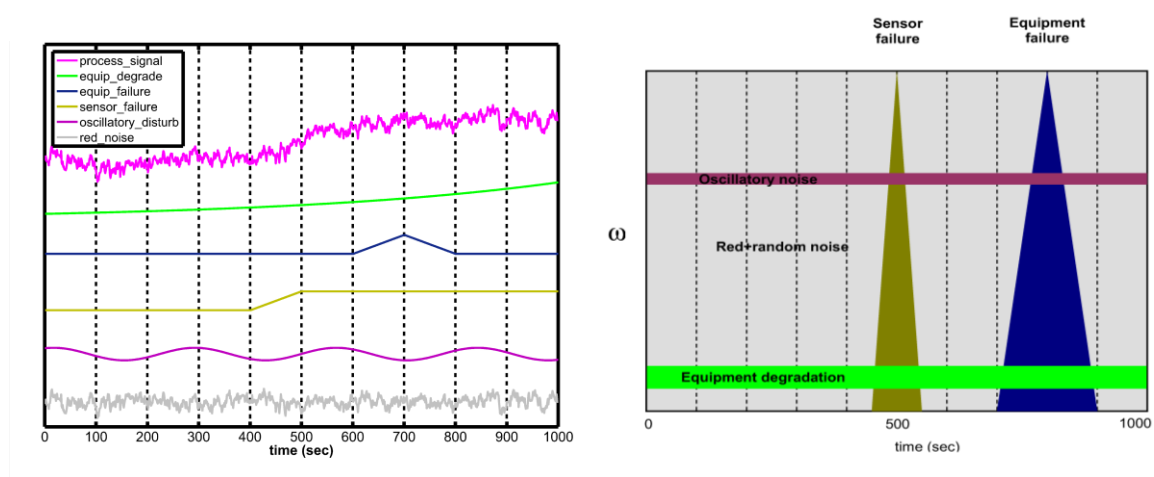 process_signal
equip_degrade
equip_failure
sensor_failure
oscillatory_disturb
red_noise
0 100 200 300 400 500 600 700 800 900 1000
time (sec)
Sensor
failure
Equipment
failure
Oscillatory noise
ω
Red+random noise
Equipment degradation
0 500 1000
time (sec)